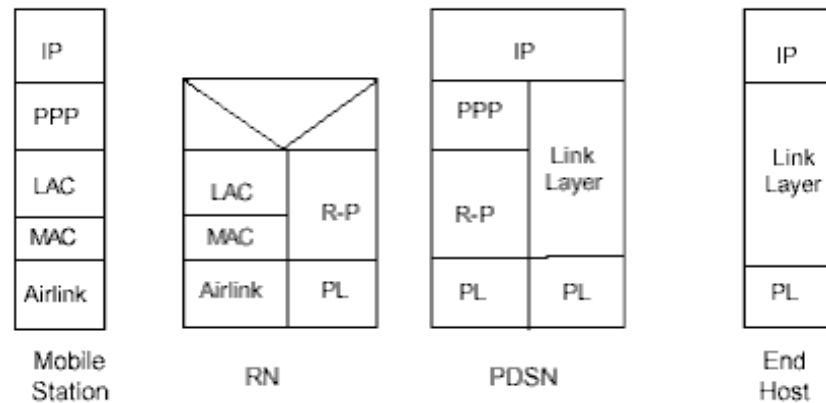 IP
PPP
LAC
MAC
Airlink
Mobile
Station
LAC
MAC
Airlink
R-P
PL
RN
IP
PPP
R-P
PL
Link
Layer
PL
PDSN
IP
Link
Layer
PL
End
Host